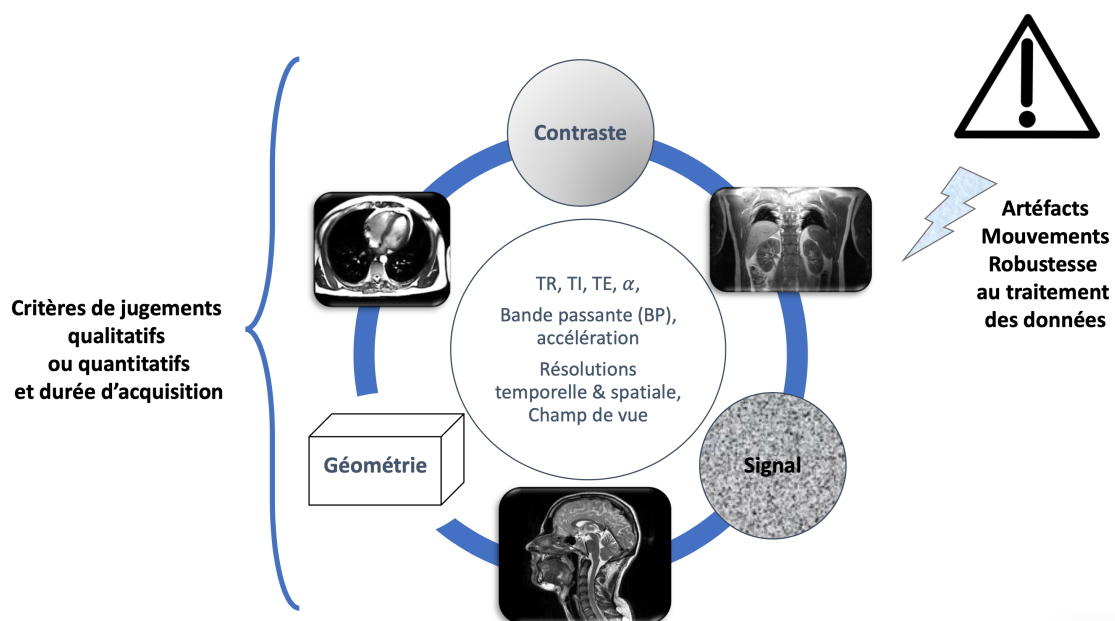 Contraste
Critères de jugements
qualitatifs
ou quantitatifs
et durée d’acquisition
TR, TI, TE, α,
Bande passante (BP),
accélération
Résolutions
temporelle & spatiale,
Champ de vue
Géométrie
Signal
Artéfacts
Mouvements
Robustesse
au traitement
des données